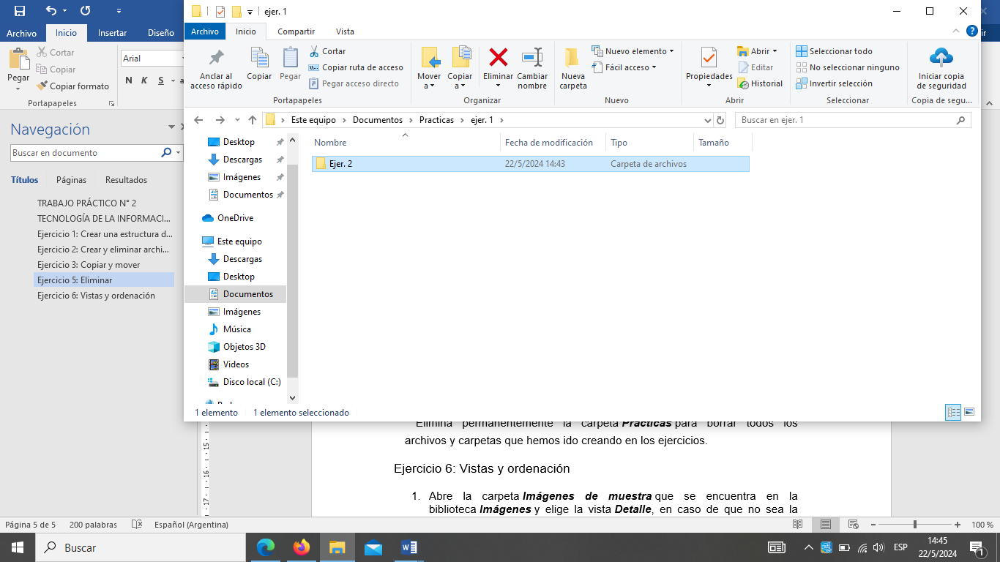 ejer. 1
Archivo
Inicio
Insertar
Diseño
Archivo
Inicio
Compartir
Vista
Pegar
Cortar
Copiar
Copiar formato
Portapapeles
Arial
N K S
Anclar al
acceso rápido
Copiar
Pegar
Cortar
Copiar ruta de acceso
Pegar acceso directo
Portapapeles
Mover
a
Copiar
a
Eliminar
Cambiar
nombre
Organizar
Nueva
carpeta
Nuevo elemento
Fácil acceso
Nuevo
Propiedades
Abrir
Editar
Historial
Abrir
Seleccionar todo
No seleccionar ninguno
Invertir selección
Seleccionar
Iniciar copia
de seguridad
Copia de segu...
Este equipo > Documentos > Practicas > ejer. 1 >
Buscar en ejer. 1
Navegación
Buscar en documento
Títulos
Páginas
Resultados
TRABAJO PRÁCTICO N° 2
TECNOLOGÍA DE LA INFORMACI...
Ejercicio 1: Crear una estructura d...
Ejercicio 2: Crear y eliminar archi...
Ejercicio 3: Copiar y mover
Ejercicio 5: Eliminar
Ejercicio 6: Vistas y ordenación
Desktop
Descargas
Imágenes
Documentos
OneDrive
Este equipo
Descargas
Desktop
Documentos
Imágenes
Música
Objetos 3D
Videos
Disco local (C:)
Nombre
Fecha de modificación
Tipo
Tamaño
Ejer. 2
22/5/2024 14:43
Carpeta de archivos
1 elemento
1 elemento seleccionado
Elimina permanentemente la carpeta Practicas para borrar todos los
archivos y carpetas que hemos ido creando en los ejercicios.
Ejercicio 6: Vistas y ordenación
1. Abre la carpeta Imágenes de muestra que se encuentra en la
biblioteca Imágenes y elige la vista Detalle, en caso de que no sea la
15
16
17
Página 5 de 5
200 palabras
Español (Argentina)
100 %
Buscar
ESP
14:45
22/5/2024
1